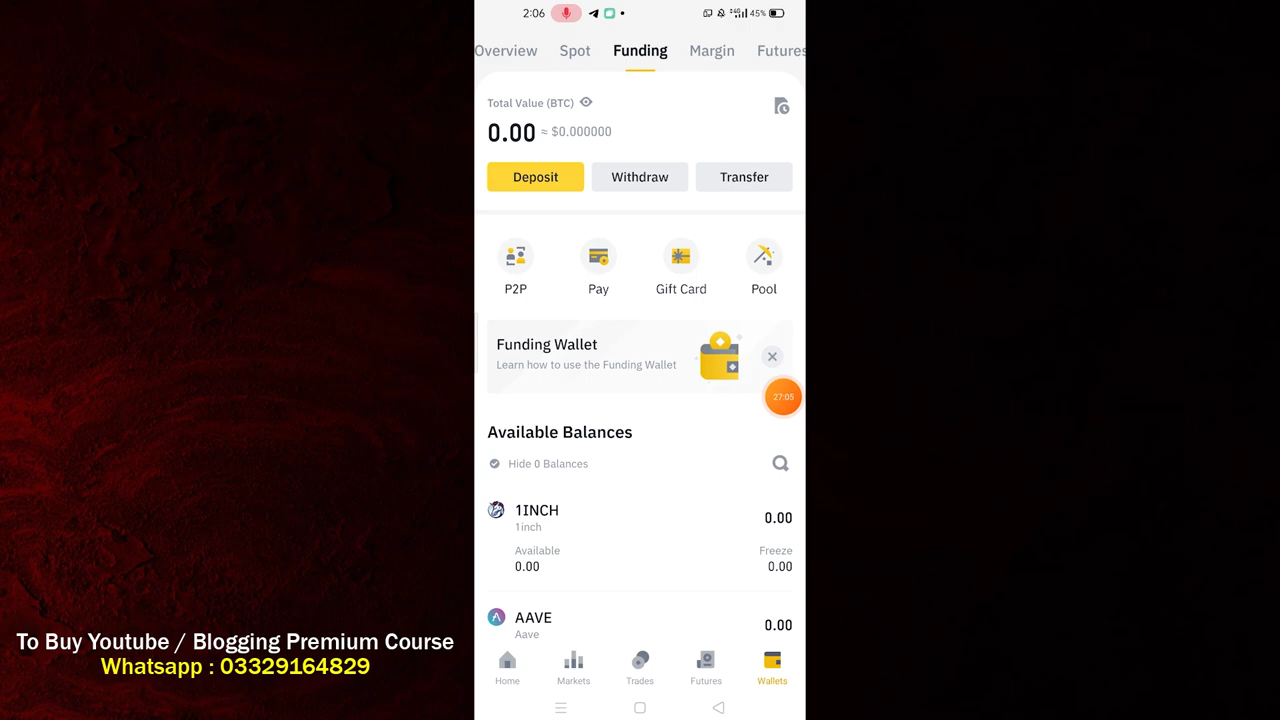 2:06
45%
Overview Spot Funding Margin Futures
Total Value (BTC)
0.00 ≈ $0.000000
Deposit Withdraw Transfer
P2P Pay Gift Card Pool
Funding Wallet
Learn how to use the Funding Wallet
27:05
Available Balances
Hide 0 Balances
1INCH 0.00
1inch
Available Freeze
0.00 0.00
AAVE 0.00
Aave
Home Markets Trades Futures Wallets
To Buy Youtube / Blogging Premium Course
Whatsapp : 03329164829